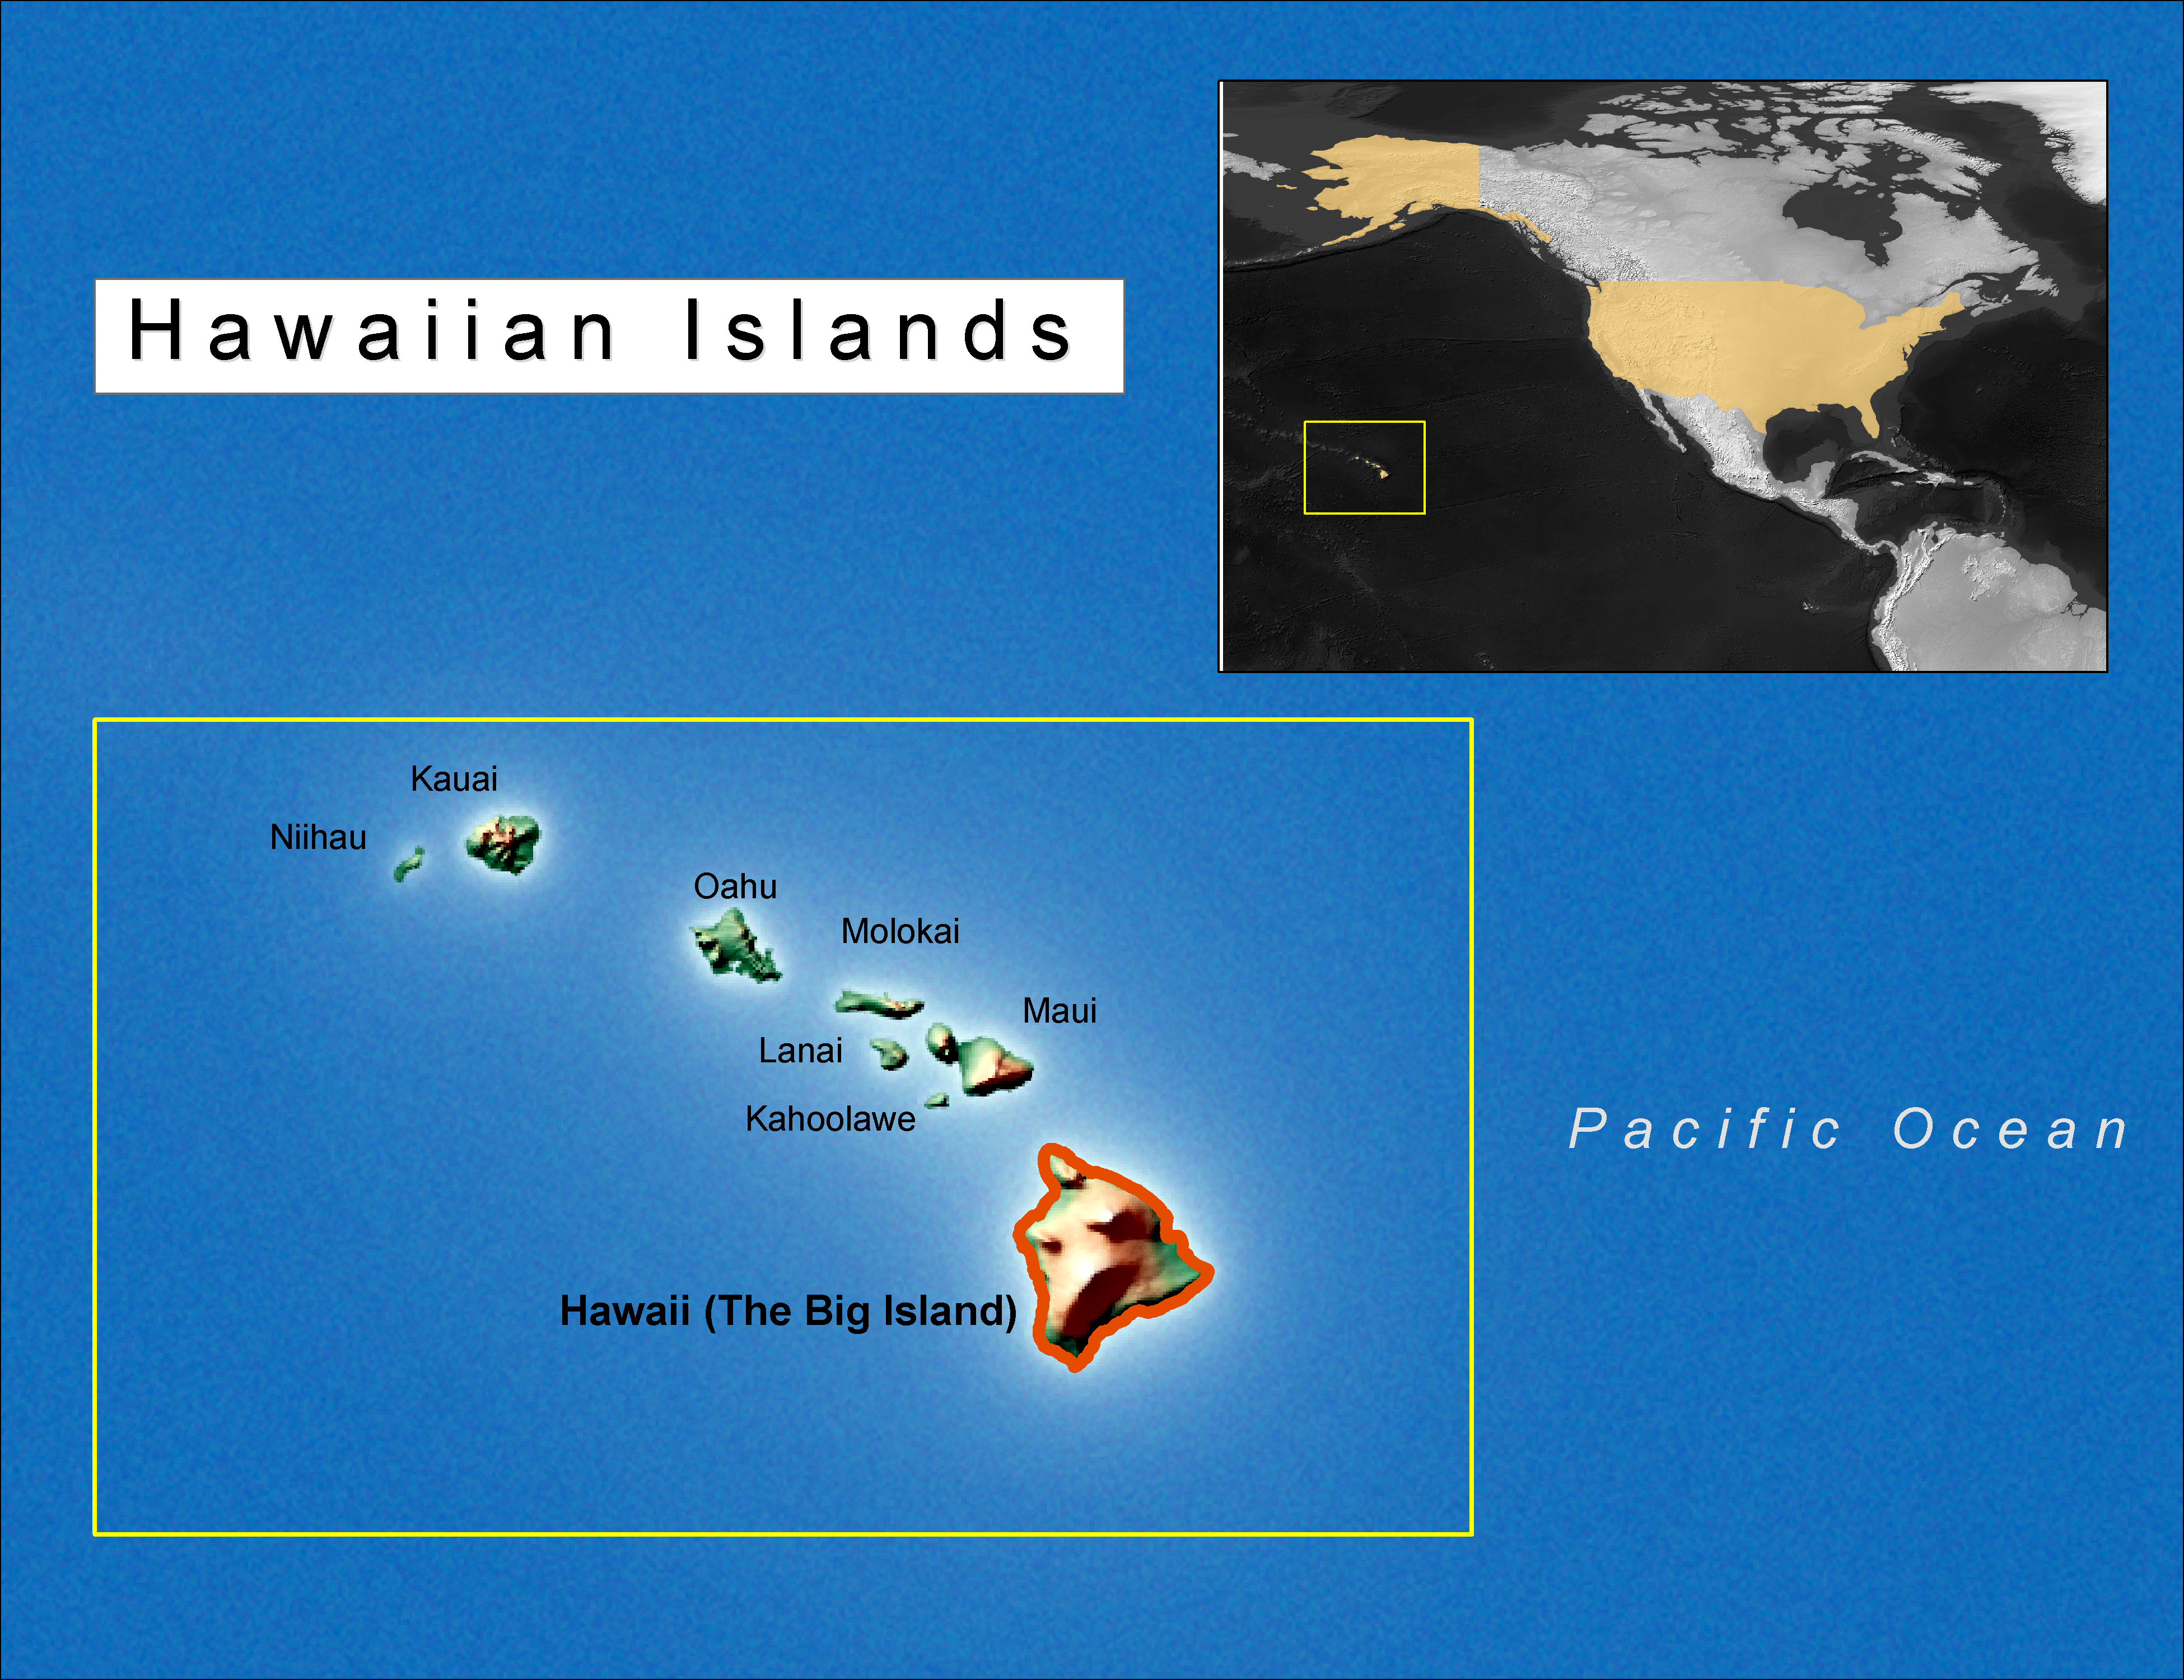 Hawaiian Islands
Kauai
Niihau
Oahu
Molokai
Maui
Lanai
Kahoolawe
Pacific Ocean
Hawaii (The Big Island)